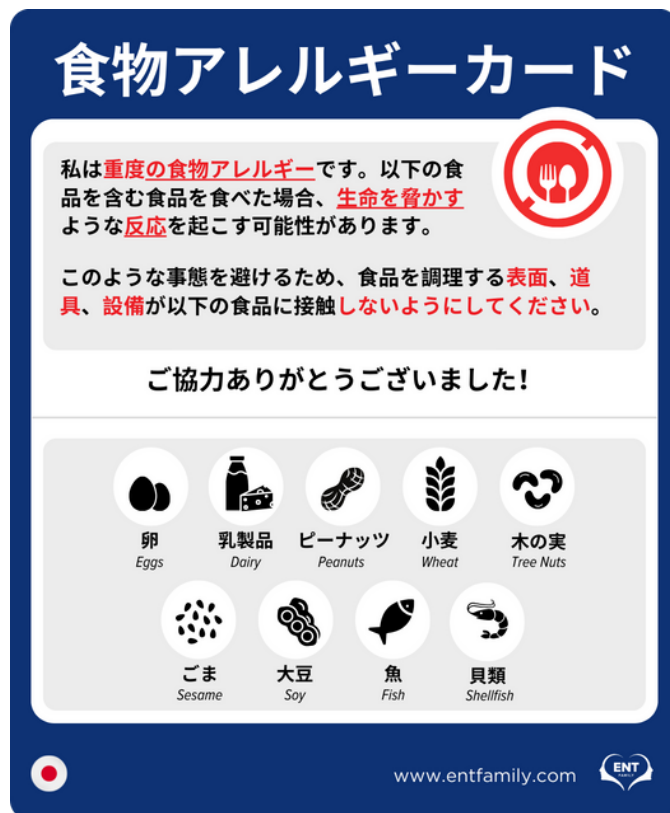 食物アレルギーカード
私は重度の食物アレルギーです。以下の食
品を含む食品を食べた場合、生命を脅かす
ような反応を起こす可能性があります。
このような事態を避けるため、食品を調理する表面、道
具、設備が以下の食品に接触しないようにしてください。
ご協力ありがとうございました!
卵 乳製品 ピーナッツ 小麦 木の実
Eggs Dairy Peanuts Wheat Tree Nuts
ごま 大豆 魚 貝類
Sesame Soy Fish Shellfish
www.entfamily.com
ENT
FAMILY